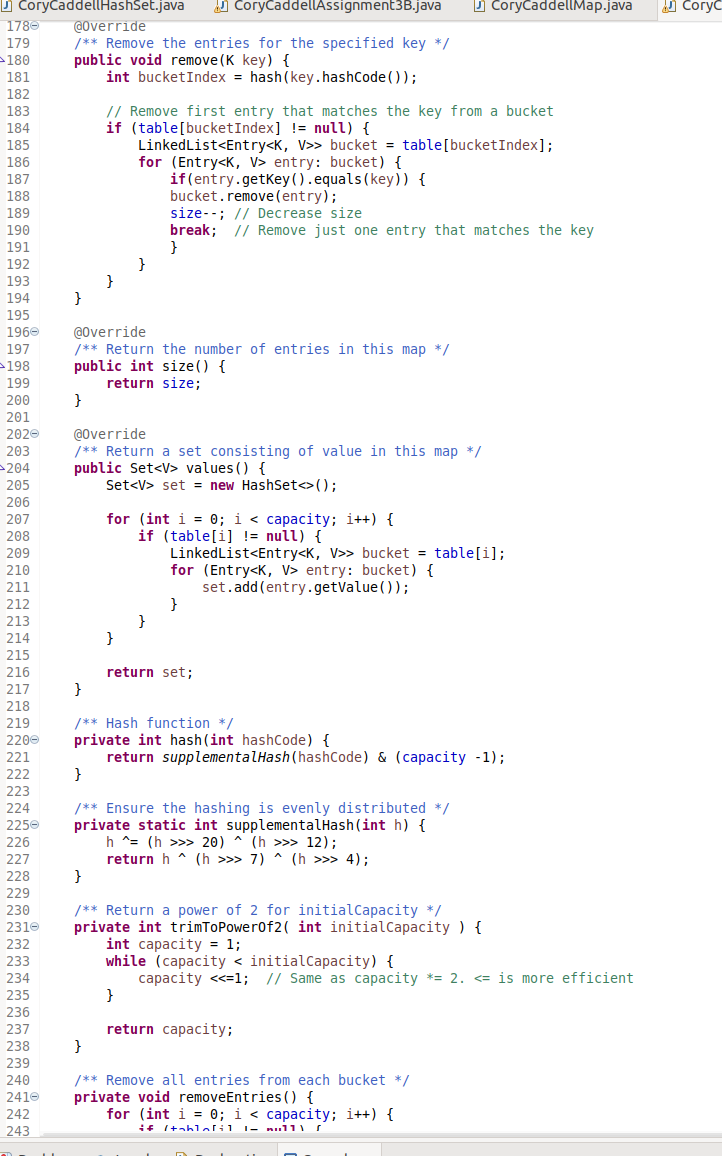 CoryCaddellHashSet.java CoryCaddellAssignment3B.java CoryCaddellMap.java CoryC
178 @Override
179 /** Remove the entries for the specified key */
180 public void remove(K key) {
181 int bucketIndex = hash(key.hashCode());
182
183 // Remove first entry that matches the key from a bucket
184 if (table[bucketIndex] != null) {
185 LinkedList<Entry<K, V>> bucket = table[bucketIndex];
186 for (Entry<K, V> entry: bucket) {
187 if(entry.getKey().equals(key)) {
188 bucket.remove(entry);
189 size--; // Decrease size
190 break; // Remove just one entry that matches the key
191 }
192 }
193 }
194 }
195
196 @Override
197 /** Return the number of entries in this map */
198 public int size() {
199 return size;
200 }
201
202 @Override
203 /** Return a set consisting of value in this map */
204 public Set<V> values() {
205 Set<V> set = new HashSet<>();
206
207 for (int i = 0; i < capacity; i++) {
208 if (table[i] != null) {
209 LinkedList<Entry<K, V>> bucket = table[i];
210 for (Entry<K, V> entry: bucket) {
211 set.add(entry.getValue());
212 }
213 }
214 }
215
216 return set;
217 }
218
219 /** Hash function */
220 private int hash(int hashCode) {
221 return supplementalHash(hashCode) & (capacity -1);
222 }
223
224 /** Ensure the hashing is evenly distributed */
225 private static int supplementalHash(int h) {
226 h ^= (h >>> 20) ^ (h >>> 12);
227 return h ^ (h >>> 7) ^ (h >>> 4);
228 }
229
230 /** Return a power of 2 for initialCapacity */
231 private int trimToPowerOf2( int initialCapacity ) {
232 int capacity = 1;
233 while (capacity < initialCapacity) {
234 capacity <<=1; // Same as capacity *= 2. <= is more efficient
235 }
236
237 return capacity;
238 }
239
240 /** Remove all entries from each bucket */
241 private void removeEntries() {
242 for (int i = 0; i < capacity; i++) {
243 if (table[i] != null) {